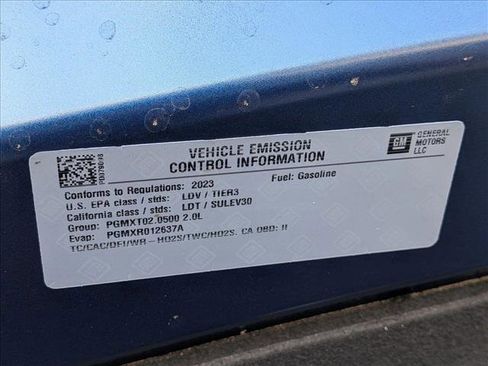 VEHICLE EMISSION
CONTROL INFORMATION
GM
GENERAL
MOTORS
LLC
Conforms to Regulations: 2023
Fuel: Gasoline
U.S. EPA class / stds: LDV / TIER3
California class / stds: LDT / SULEV30
Group: PGMXT02.0500 2.0L
Evap: PGMXR012637A
TC/CAC/DFI/WR-HO2S/TWC/HO2S, CA OBD: II